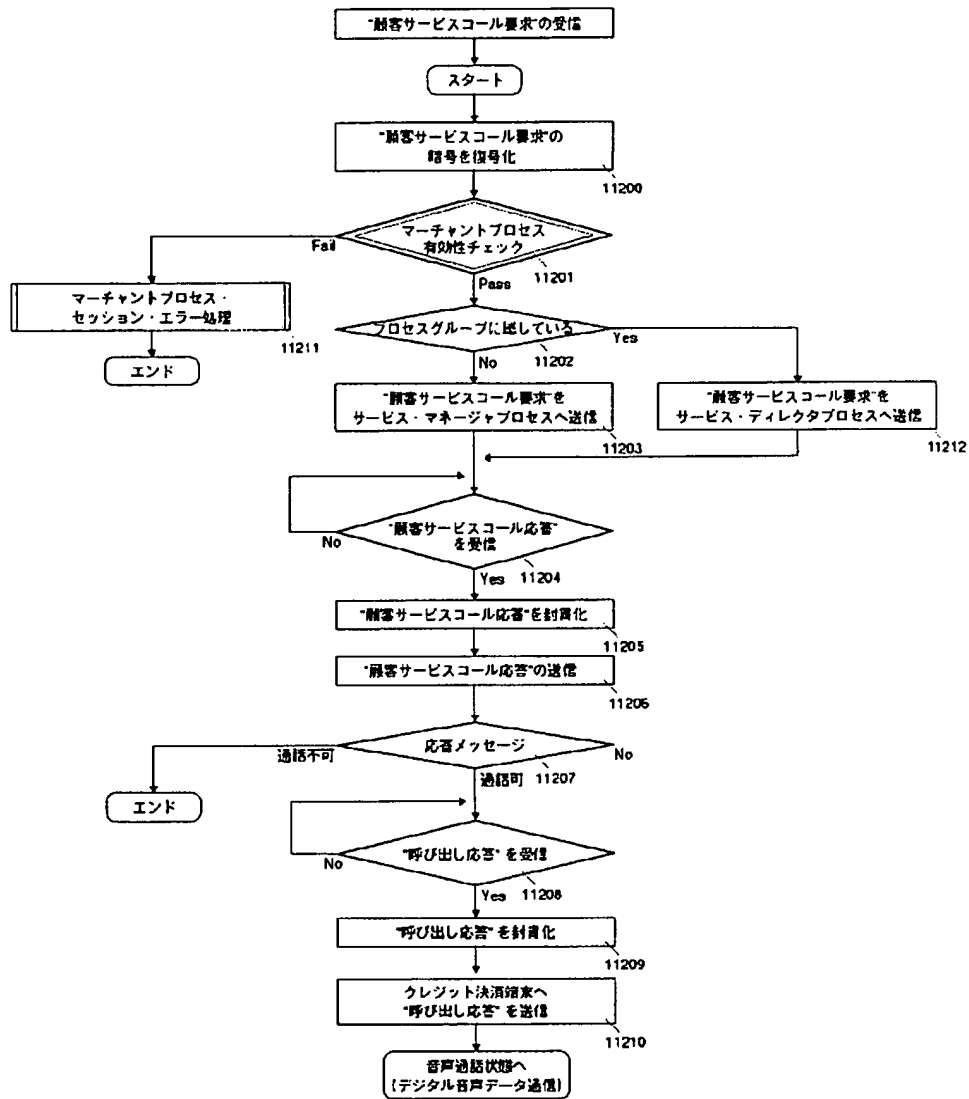 "顧客サービスコール要求"の受信
スタート
"顧客サービスコール要求"の
暗号を復号化
11200
マーチャントプロセス
有効性チェック
11201
Fail
Pass
マーチャントプロセス・
セッション・エラー処理
11211
エンド
プロセスグループに属している
11202
Yes
No
"顧客サービスコール要求"を
サービス・マネージャプロセスへ送信
11203
"顧客サービスコール要求"を
サービス・ディレクタプロセスへ送信
11212
"顧客サービスコール応答"
を受信
No
11204
Yes
"顧客サービスコール応答"を封書化
11205
"顧客サービスコール応答"の送信
11206
応答メッセージ
通話不可
No
11207
通話可
エンド
"呼び出し応答" を受信
No
11208
Yes
"呼び出し応答" を封書化
11209
クレジット決済端末へ
"呼び出し応答" を送信
11210
音声通話状態へ
(デジタル音声データ通信)